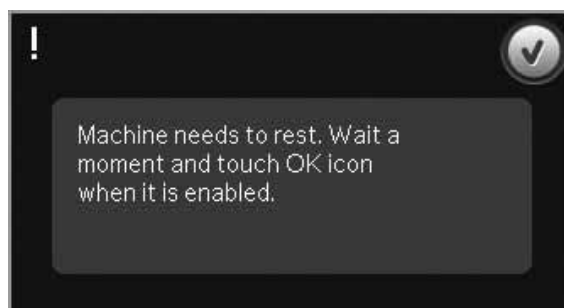 !
Machine needs to rest. Wait a
moment and touch OK icon
when it is enabled.